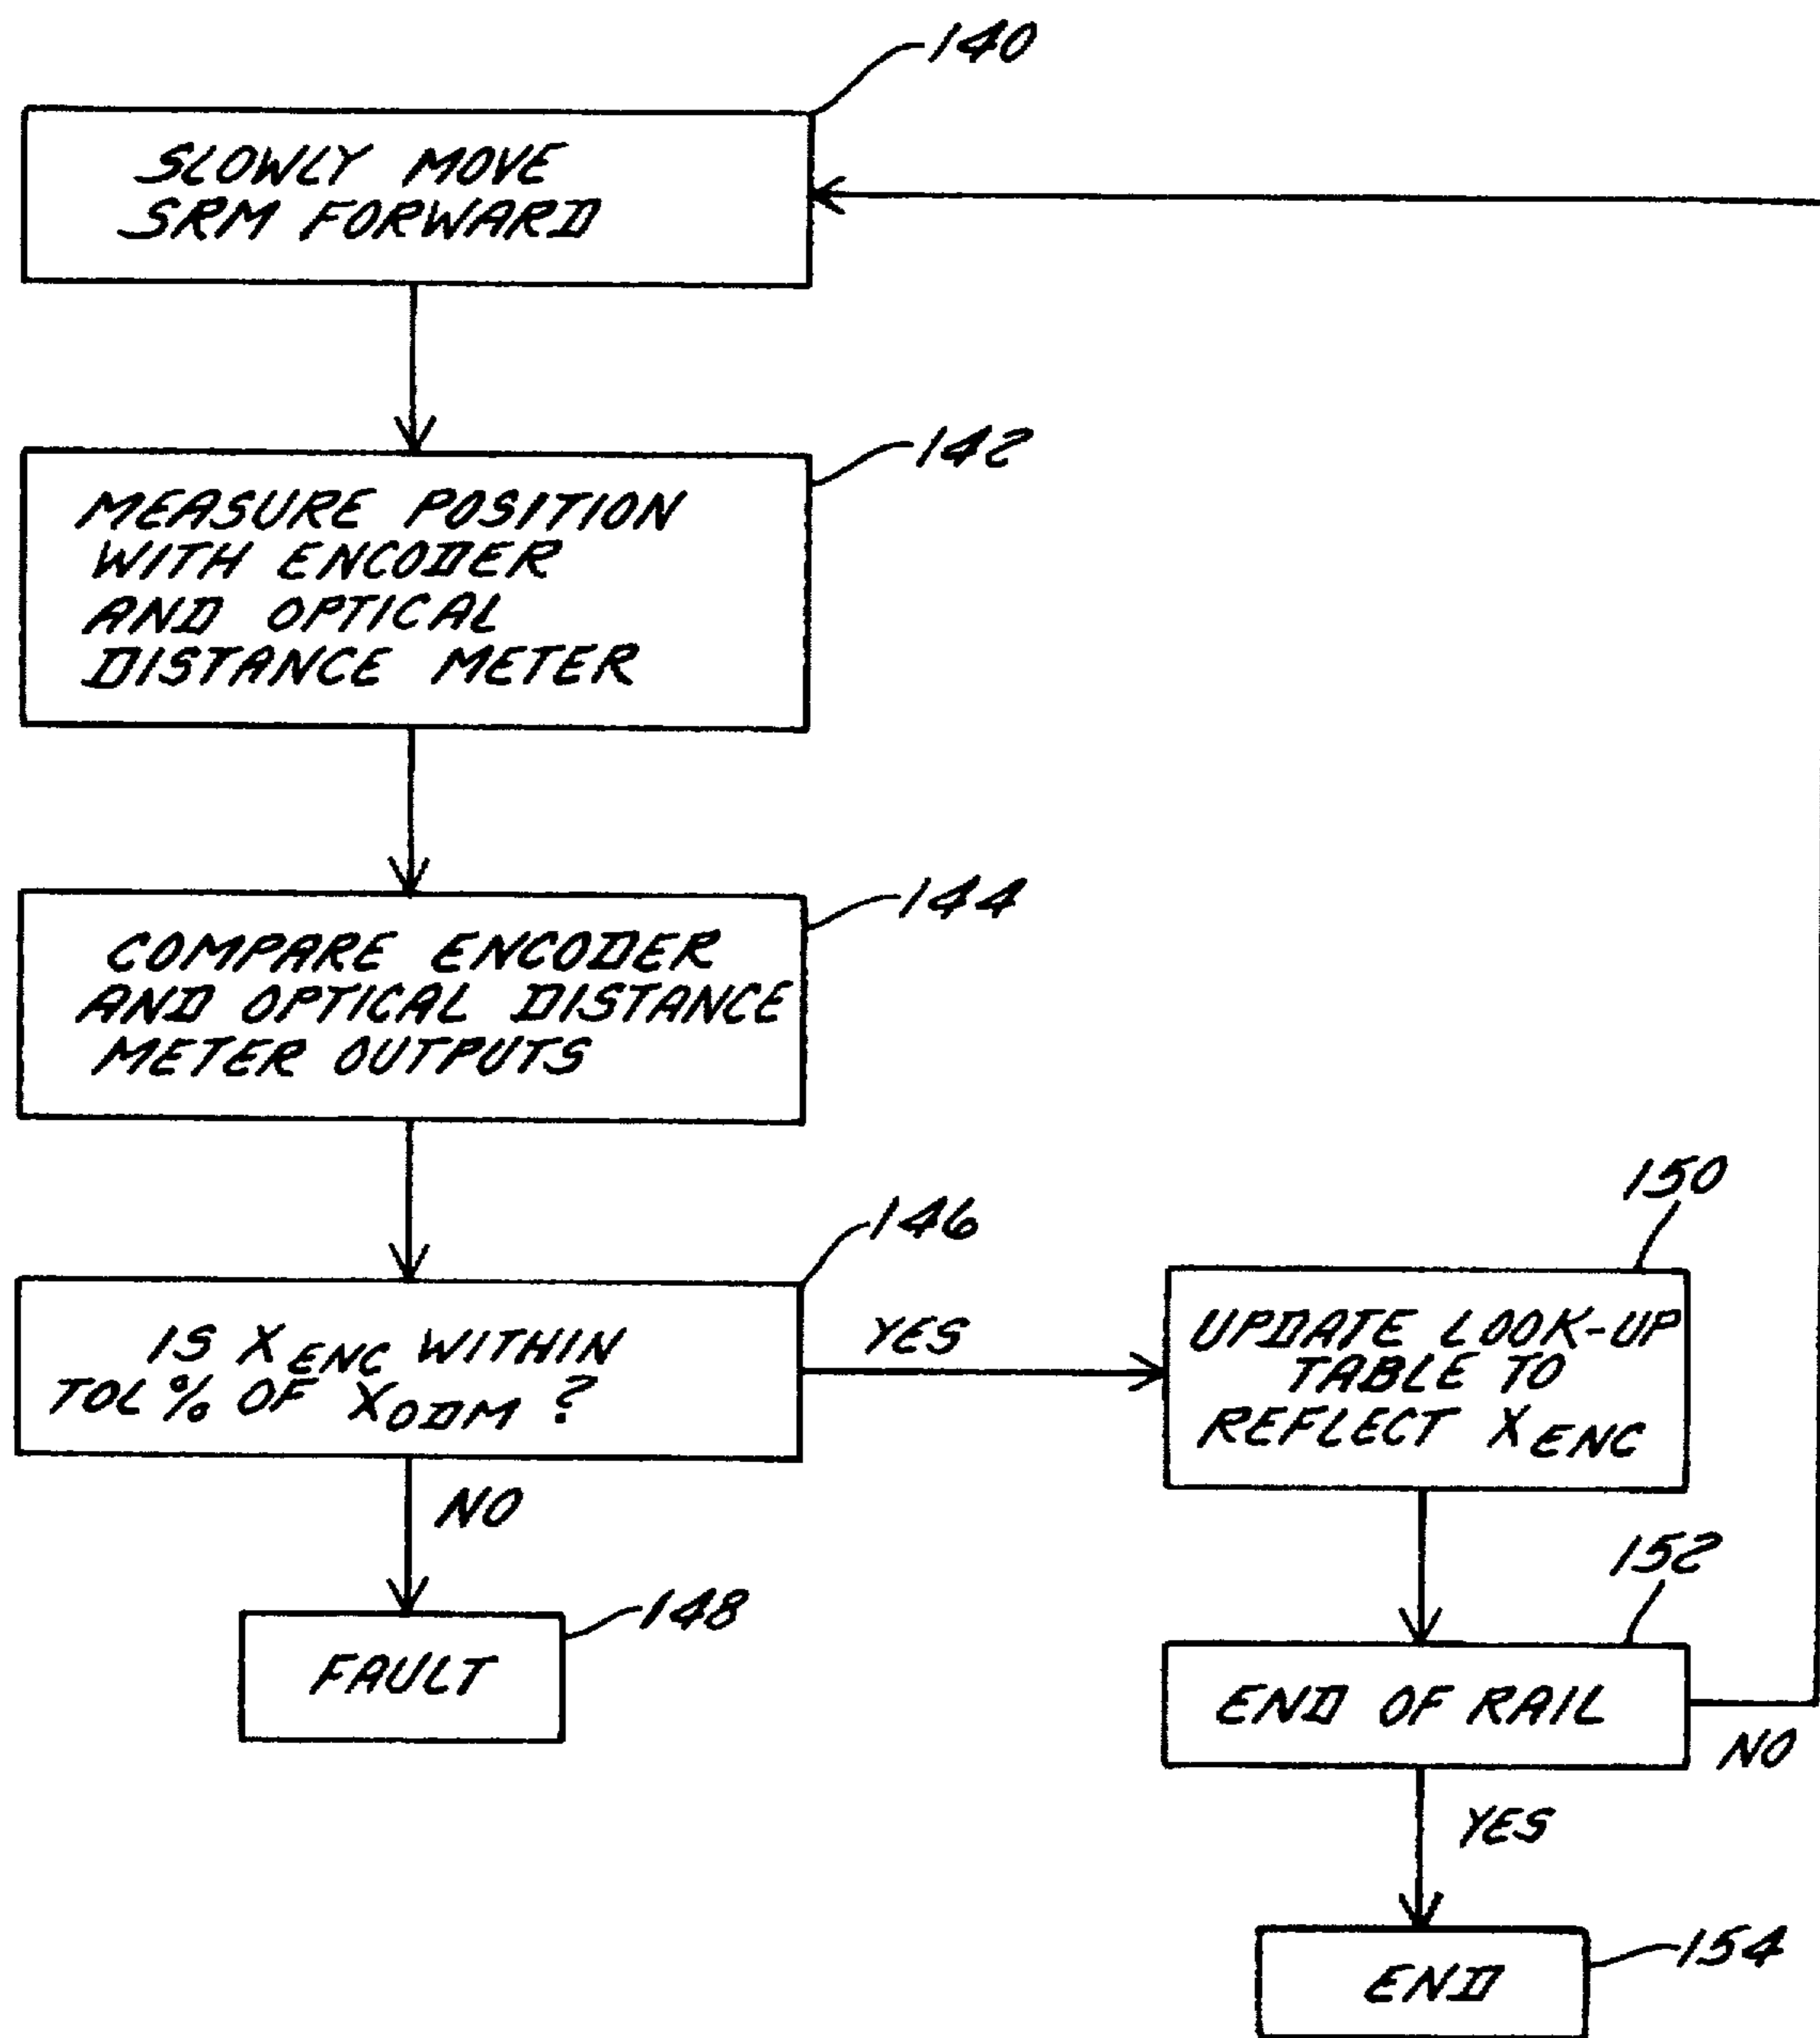 140
SLOWLY MOVE
SRM FORWARD
142
MEASURE POSITION
WITH ENCODER
AND OPTICAL
DISTANCE METER
144
COMPARE ENCODER
AND OPTICAL DISTANCE
METER OUTPUTS
146
IS XENC WITHIN
TOL% OF XODM ?
YES
NO
148
FAULT
150
UPDATE LOOK-UP
TABLE TO
REFLECT XENC
152
END OF RAIL
NO
YES
154
END